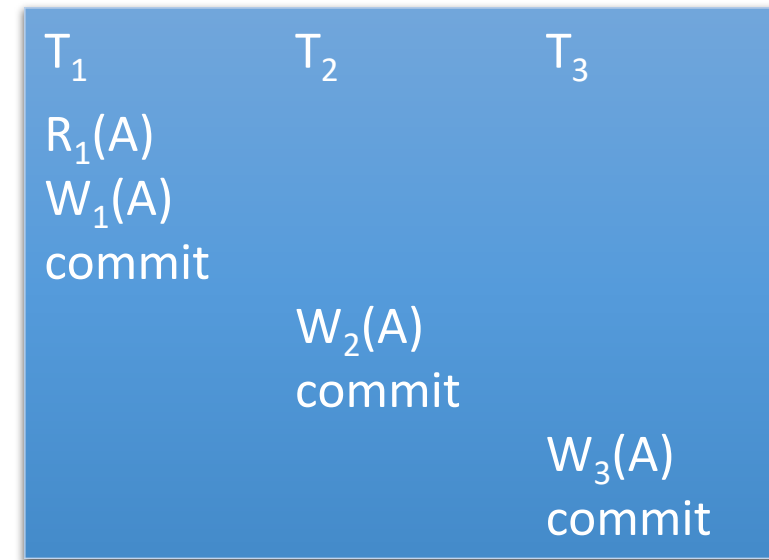 T₁ T₂ T₃
R₁(A)
W₁(A)
commit
W₂(A)
commit
W₃(A)
commit